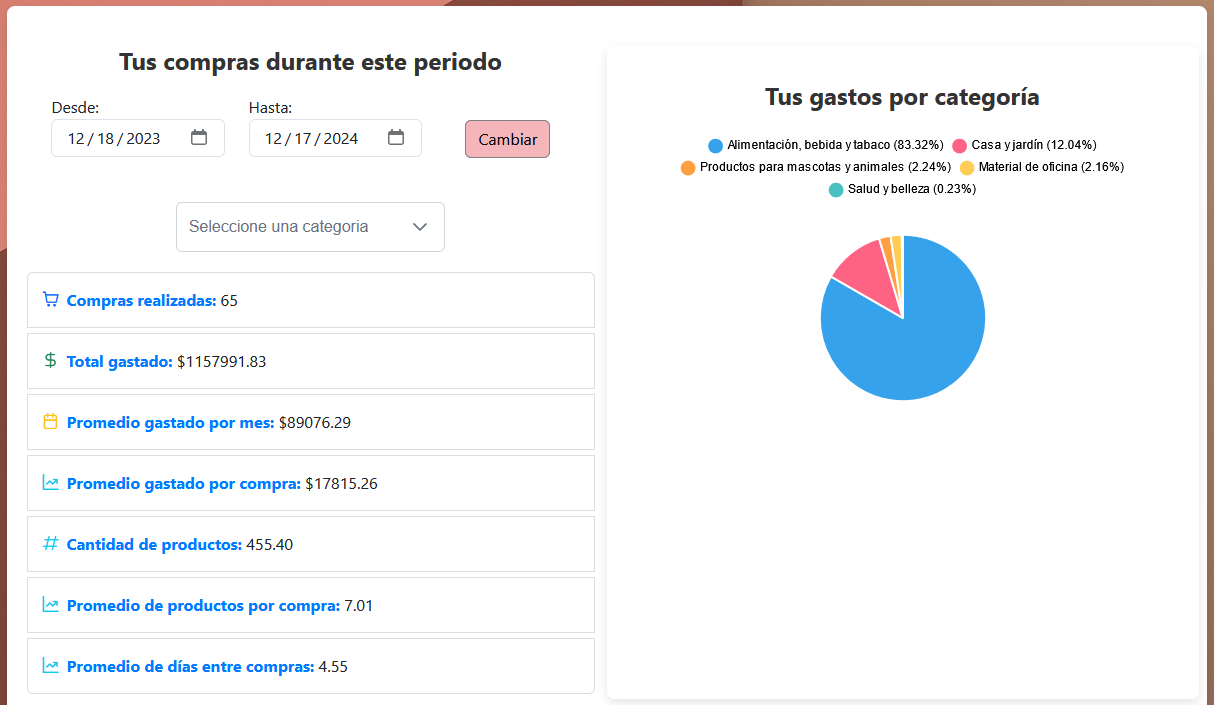 Tus compras durante este periodo
Desde:
Hasta:
12/18/2023
12/17/2024
Cambiar
Seleccione una categoria
Compras realizadas: 65
$ Total gastado: $1157991.83
Promedio gastado por mes: $89076.29
Promedio gastado por compra: $17815.26
# Cantidad de productos: 455.40
Promedio de productos por compra: 7.01
Promedio de días entre compras: 4.55
Tus gastos por categoría
Alimentación, bebida y tabaco (83.32%) Casa y jardín (12.04%)
Productos para mascotas y animales (2.24%) Material de oficina (2.16%)
Salud y belleza (0.23%)